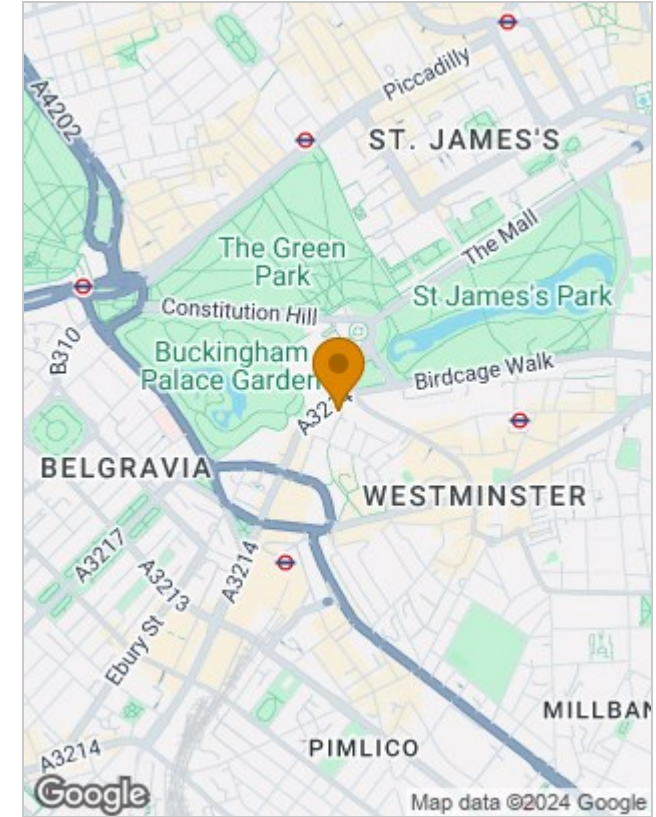 A4202
Piccadilly
ST. JAMES'S
The Green
Park
The Mall
St James's Park
Constitution Hill
B310
Buckingham
Palace Garden
Birdcage Walk
A3214
BELGRAVIA
WESTMINSTER
A3217
A3213
A3214
Ebury St
MILLBAN
PIMLICO
A3214
Google
Map data ©2024 Google